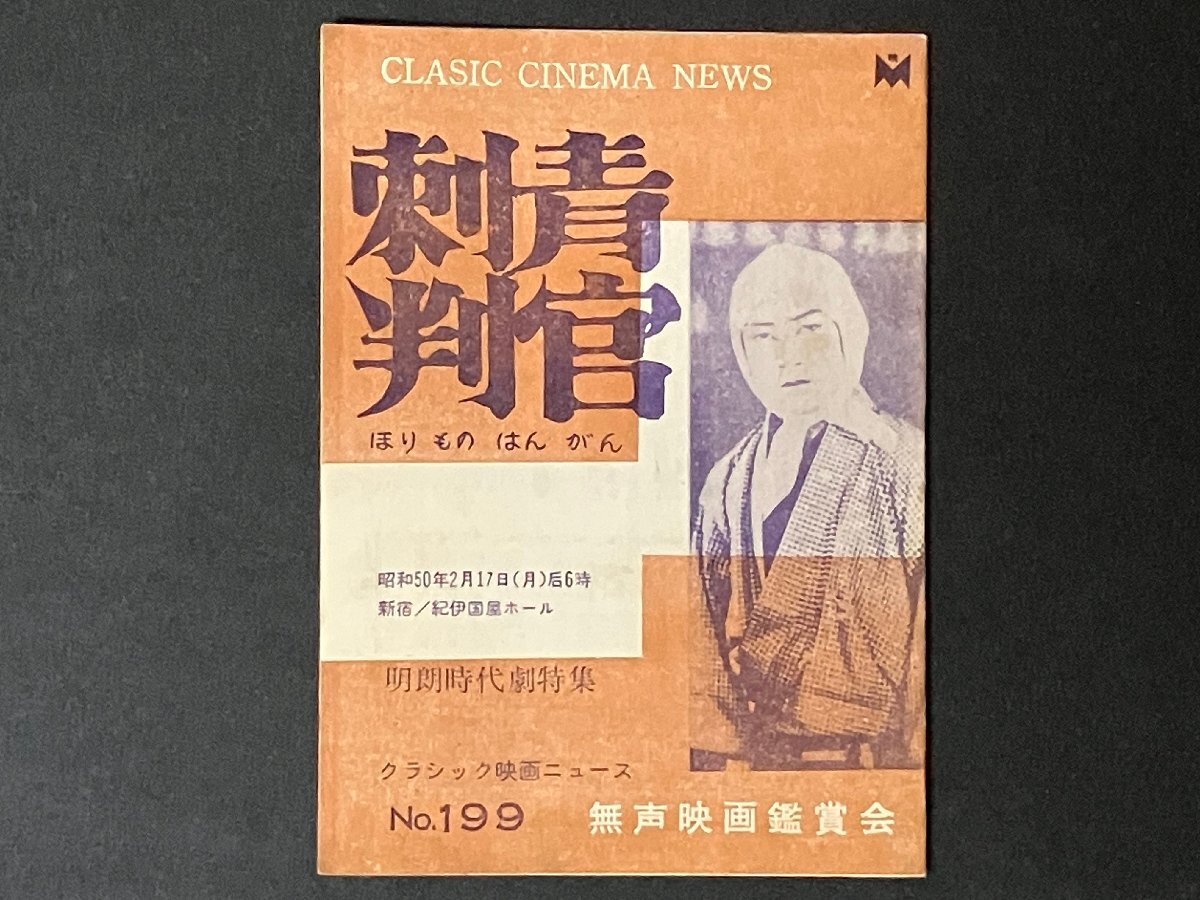 CLASIC CINEMA NEWS
映
刺青
判官
ほりもの はんがん
昭和50年2月17日(月)后6時
新宿/紀伊国屋ホール
明朗時代劇特集
クラシック映画ニュース
No.199 無声映画鑑賞会